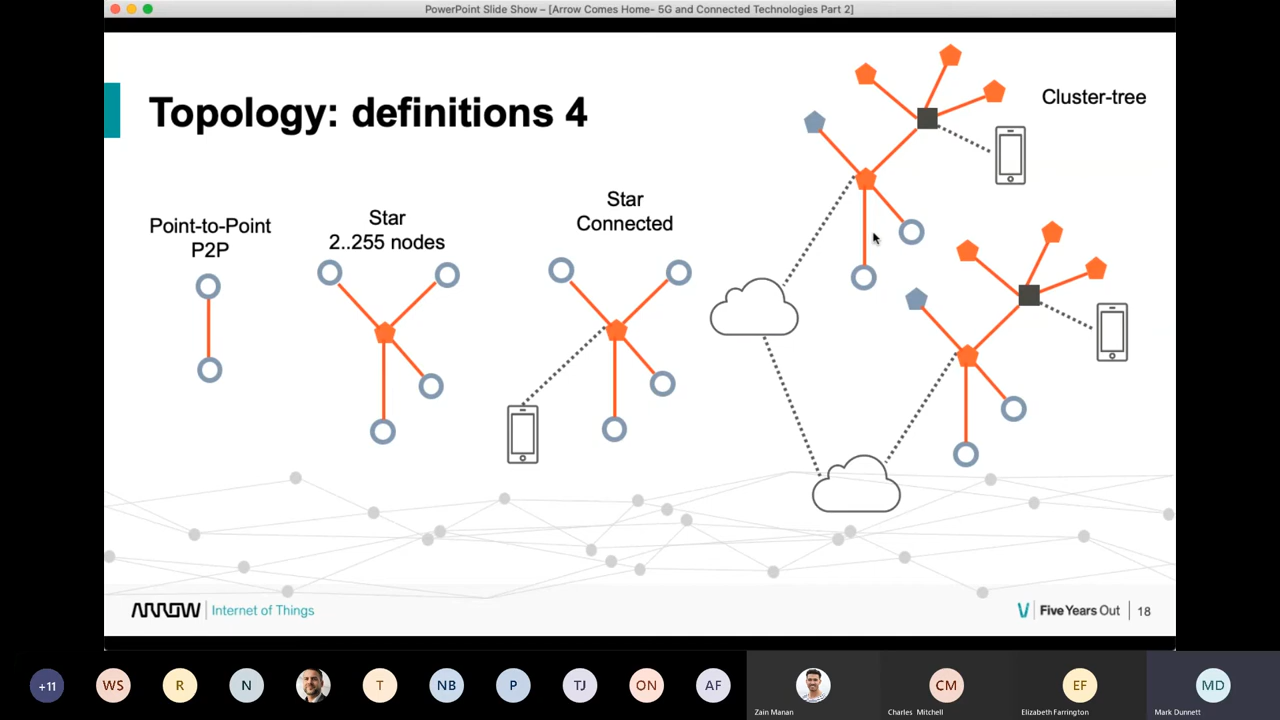 PowerPoint Slide Show – [Arrow Comes Home- 5G and Connected Technologies Part 2]
Topology: definitions 4
Cluster-tree
Point-to-Point
P2P
Star
2..255 nodes
Star
Connected
ARROW Internet of Things
Five Years Out 18
+11 WS R N T NB P TJ ON AF CM EF MD
Zain Manan Charles Mitchell Elizabeth Farrington Mark Dunnett